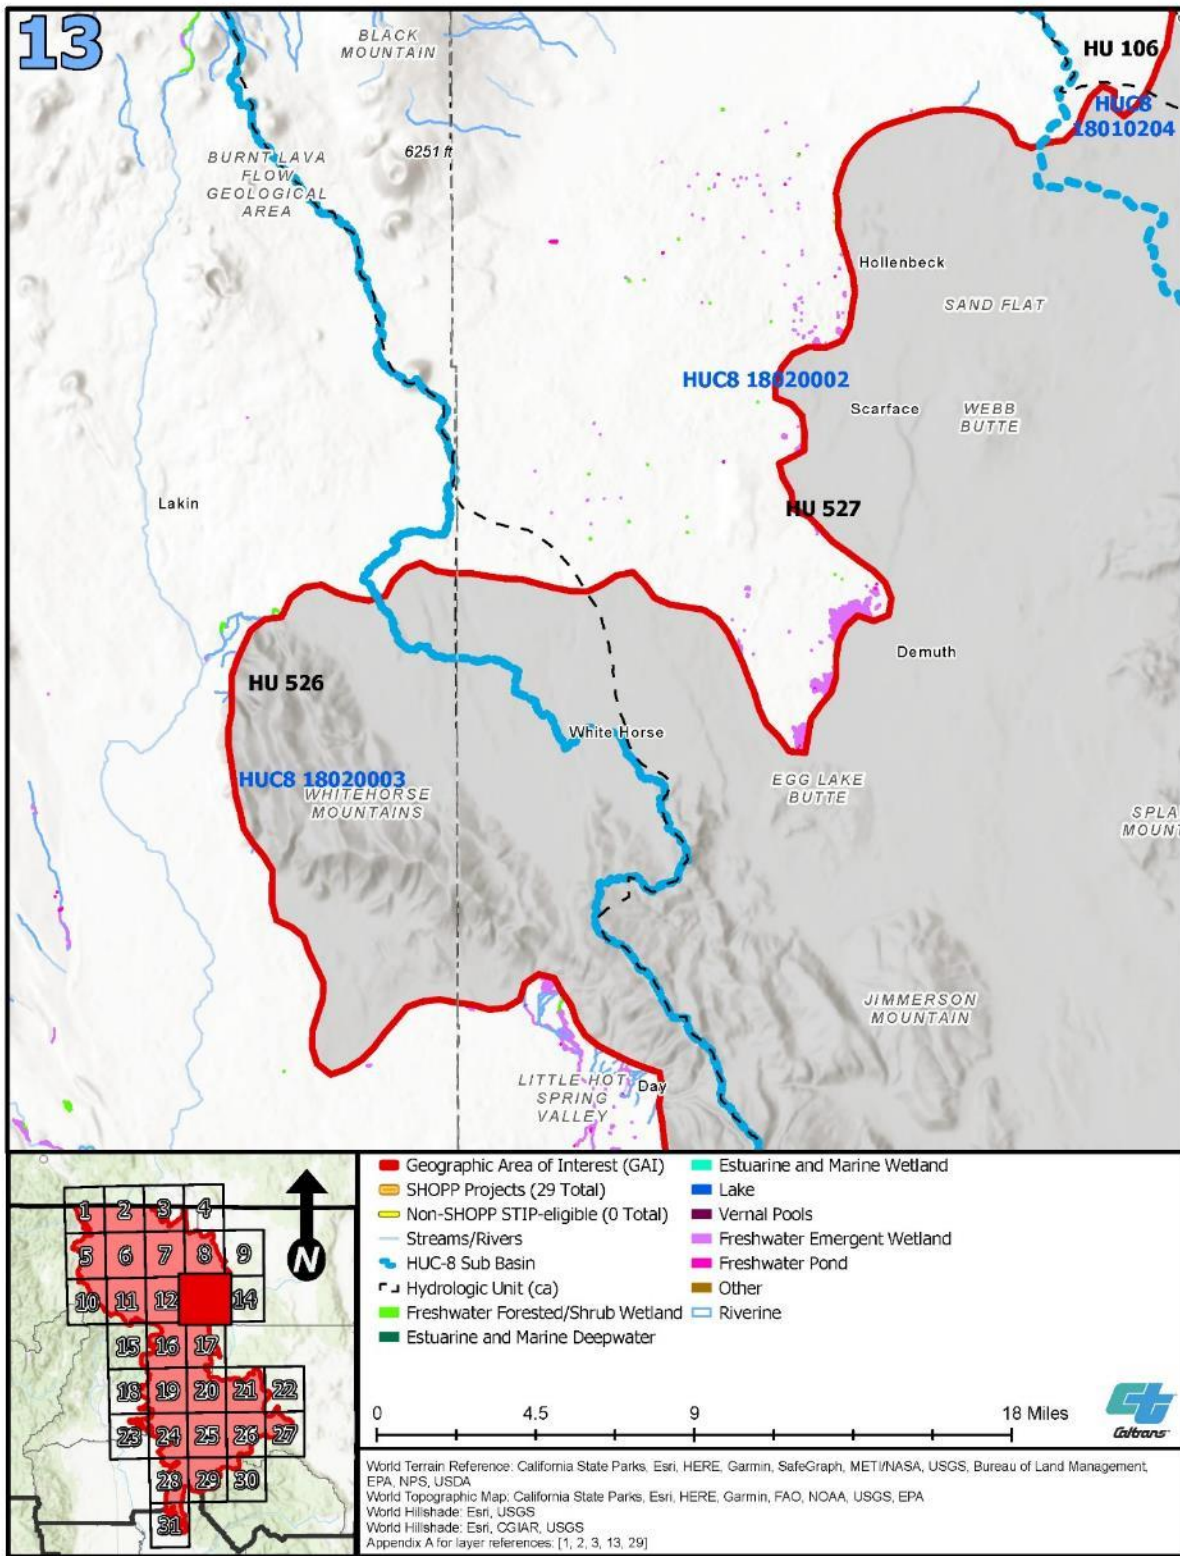 13
BLACK
MOUNTAIN
HU 106
HUC8
18010204
6251 ft
BURNT LAVA
FLOW
GEOLOGICAL
AREA
Hollenbeck
SAND FLAT
HUC8 18020002
Scarface
WEBB
BUTTE
Lakin
HU 527
Demuth
HU 526
White Horse
HUC8 18020003
WHITEHORSE
MOUNTAINS
EGG LAKE
BUTTE
SPLA
MOUNT
JIMMERSON
MOUNTAIN
LITTLE HOT
SPRING
VALLEY
Day
1 2 3 4
5 6 7 8 9
10 11 12 14
15 16 17
18 19 20 21 22
23 24 25 26 27
28 29 30
31
N
Geographic Area of Interest (GAI)
SHOPP Projects (29 Total)
Non-SHOPP STIP-eligible (0 Total)
Streams/Rivers
HUC-8 Sub Basin
Hydrologic Unit (ca)
Freshwater Forested/Shrub Wetland
Estuarine and Marine Deepwater
Estuarine and Marine Wetland
Lake
Vernal Pools
Freshwater Emergent Wetland
Freshwater Pond
Other
Riverine
0 4.5 9 18 Miles
Caltrans
World Terrain Reference: California State Parks, Esri, HERE, Garmin, SafeGraph, METI/NASA, USGS, Bureau of Land Management,
EPA, NPS, USDA
World Topographic Map: California State Parks, Esri, HERE, Garmin, FAO, NOAA, USGS, EPA
World Hillshade: Esri, USGS
World Hillshade: Esri, CGIAR, USGS
Appendix A for layer references: [1, 2, 3, 13, 29]